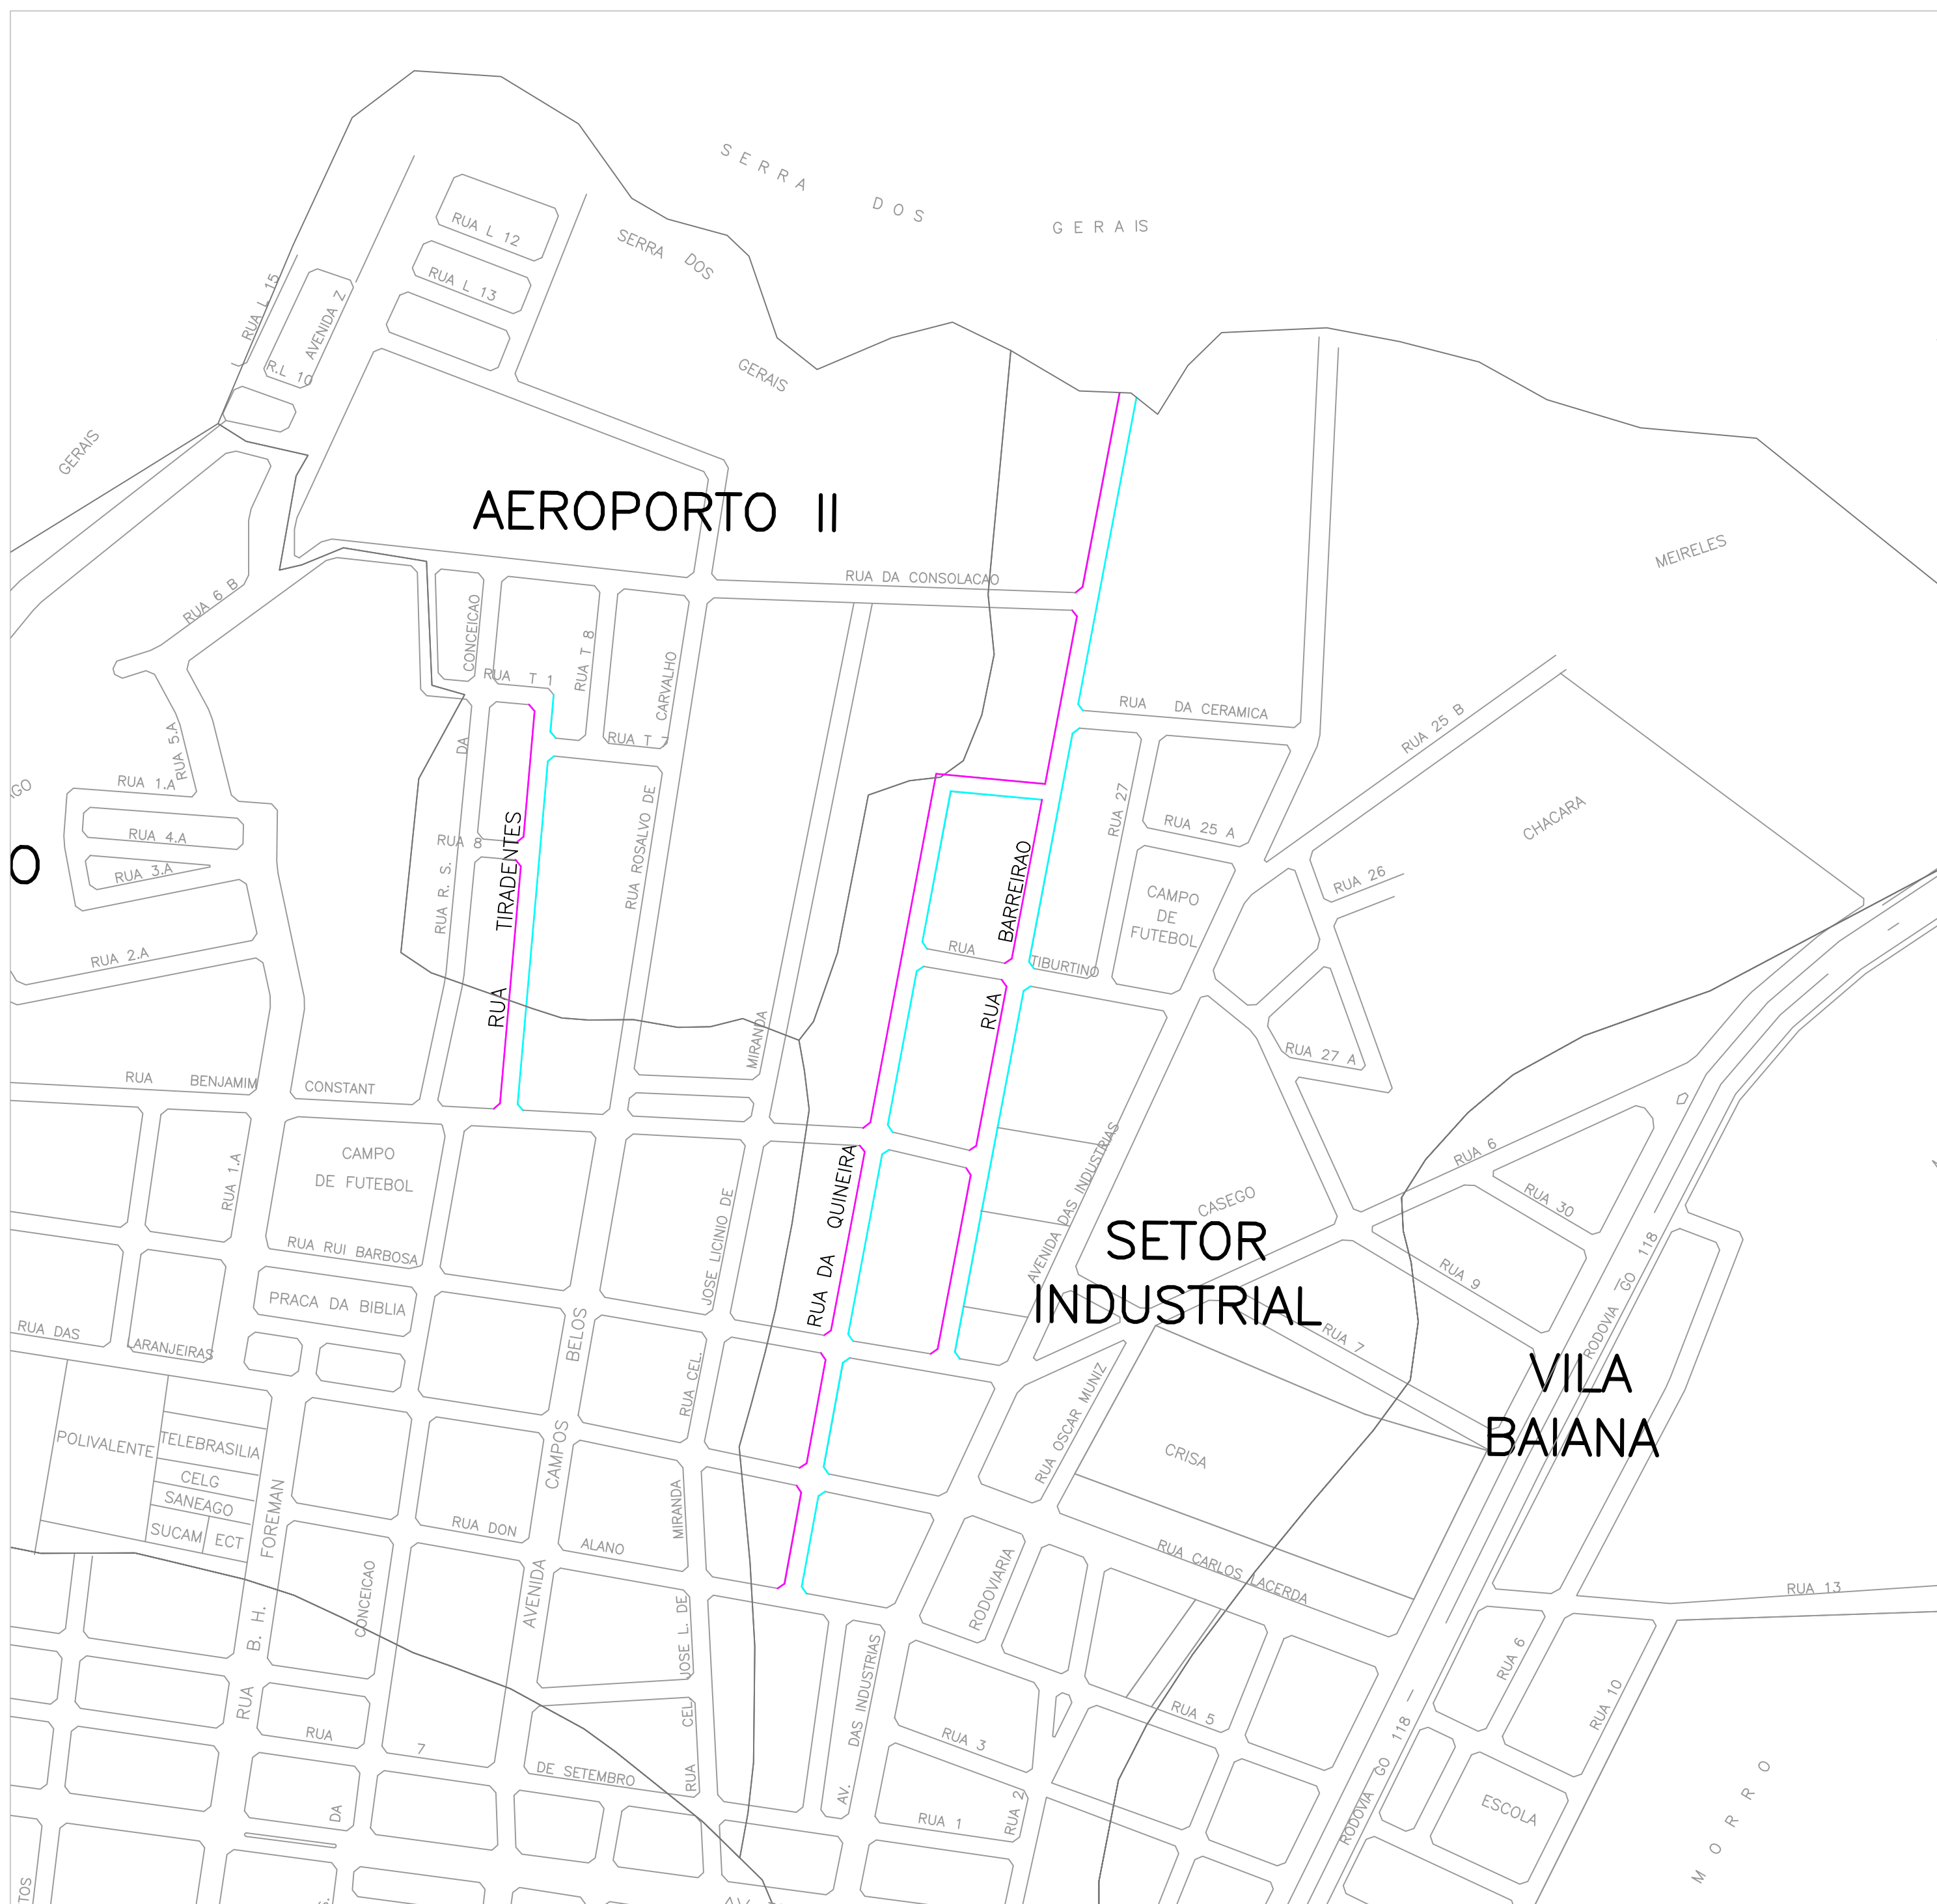 SERRA DOS GERAIS
RUA L 12
SERRA DOS
GERAIS
RUA L 13
RUA L 15
AVENIDA Z
R.L 10
GERAIS
AEROPORTO II
MEIRELES
RUA DA CONSOLACAO
RUA 6 B
CONCEICAO
RUA T 8
RUA T 1
CARVALHO
RUA DA CERAMICA
RUA 25 B
RUA 5.A
DA
RUA T 7
RUA 1.A
RUA 4.A
RUA 3.A
RUA 8
TIRADENTES
RUA ROSALVO DE
BARREIRAO
RUA 27
RUA 25 A
CHACARA
RUA 26
CAMPO
DE
FUTEBOL
RUA R. S.
RUA
TIBURTINO
RUA 2.A
RUA
RUA
MIRANDA
RUA 27 A
RUA BENJAMIM
CONSTANT
CAMPO
DE FUTEBOL
RUA 1.A
RUA DA QUINEIRA
AVENIDA DAS INDUSTRIAS
RUA 6
CASEGO
RUA 30
JOSE LICINIO DE
RUA RUI BARBOSA
SETOR
INDUSTRIAL
RUA 9
RODOVIA GO 118
PRACA DA BIBLIA
RUA DAS
LARANJEIRAS
BELOS
RUA CEL.
RUA 7
VILA
BAIANA
RUA OSCAR MUNIZ
POLIVALENTE
TELEBRASILIA
CELG
SANEAGO
SUCAM
ECT
FOREMAN
CAMPOS
CRISA
RUA DON
ALANO
MIRANDA
RUA CARLOS LACERDA
RODOVIARIA
RUA 13
CONCEICAO
AVENIDA
JOSE L. DE
B. H.
DAS INDUSTRIAS
RUA 6
RUA 10
RUA
RUA
7
DE SETEMBRO
CEL
RUA
RUA 3
RUA 5
RODOVIA GO 118
AV.
RUA 1
RUA 2
DA
ESCOLA
MORRO